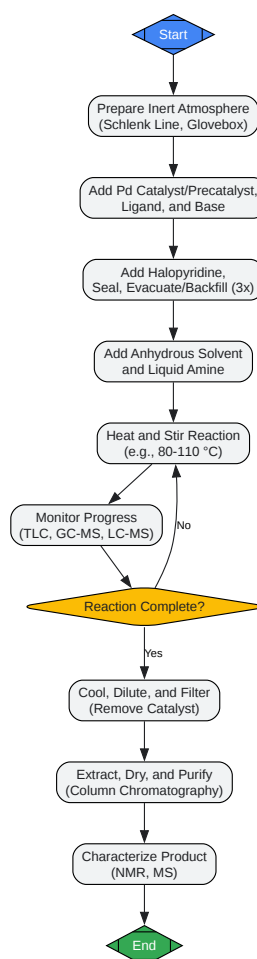 Start
Prepare Inert Atmosphere
(Schlenk Line, Glovebox)
Add Pd Catalyst/Precatalyst,
Ligand, and Base
Add Halopyridine,
Seal, Evacuate/Backfill (3x)
Add Anhydrous Solvent
and Liquid Amine
Heat and Stir Reaction
(e.g., 80-110 °C)
Monitor Progress
(TLC, GC-MS, LC-MS)
No
Reaction Complete?
Yes
Cool, Dilute, and Filter
(Remove Catalyst)
Extract, Dry, and Purify
(Column Chromatography)
Characterize Product
(NMR, MS)
End